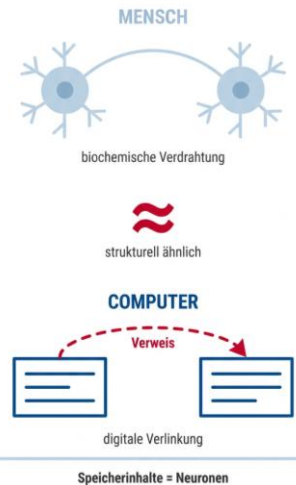 MENSCH
biochemische Verdrahtung
≈
strukturell ähnlich
COMPUTER
Verweis
digitale Verlinkung
Speicherinhalte = Neuronen